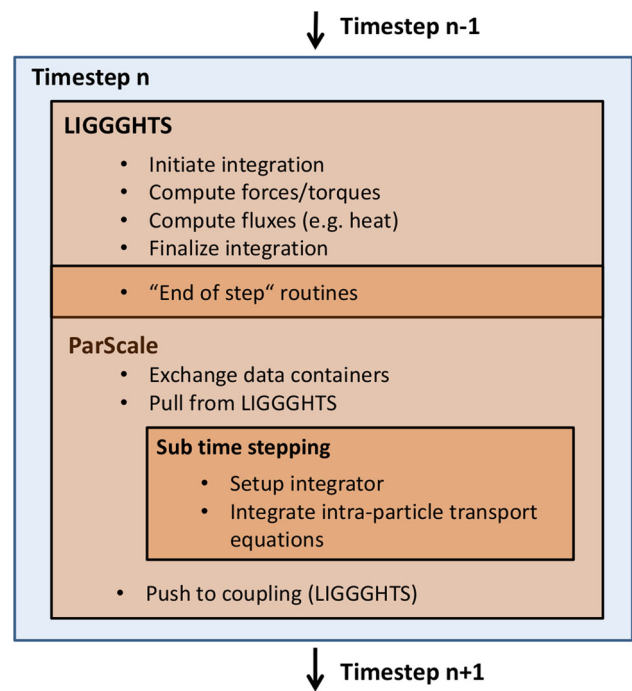 Timestep n-1
Timestep n
LIGGGHTS
• Initiate integration
• Compute forces/torques
• Compute fluxes (e.g. heat)
• Finalize integration
• “End of step“ routines
ParScale
• Exchange data containers
• Pull from LIGGGHTS
Sub time stepping
• Setup integrator
• Integrate intra-particle transport
equations
• Push to coupling (LIGGGHTS)
Timestep n+1